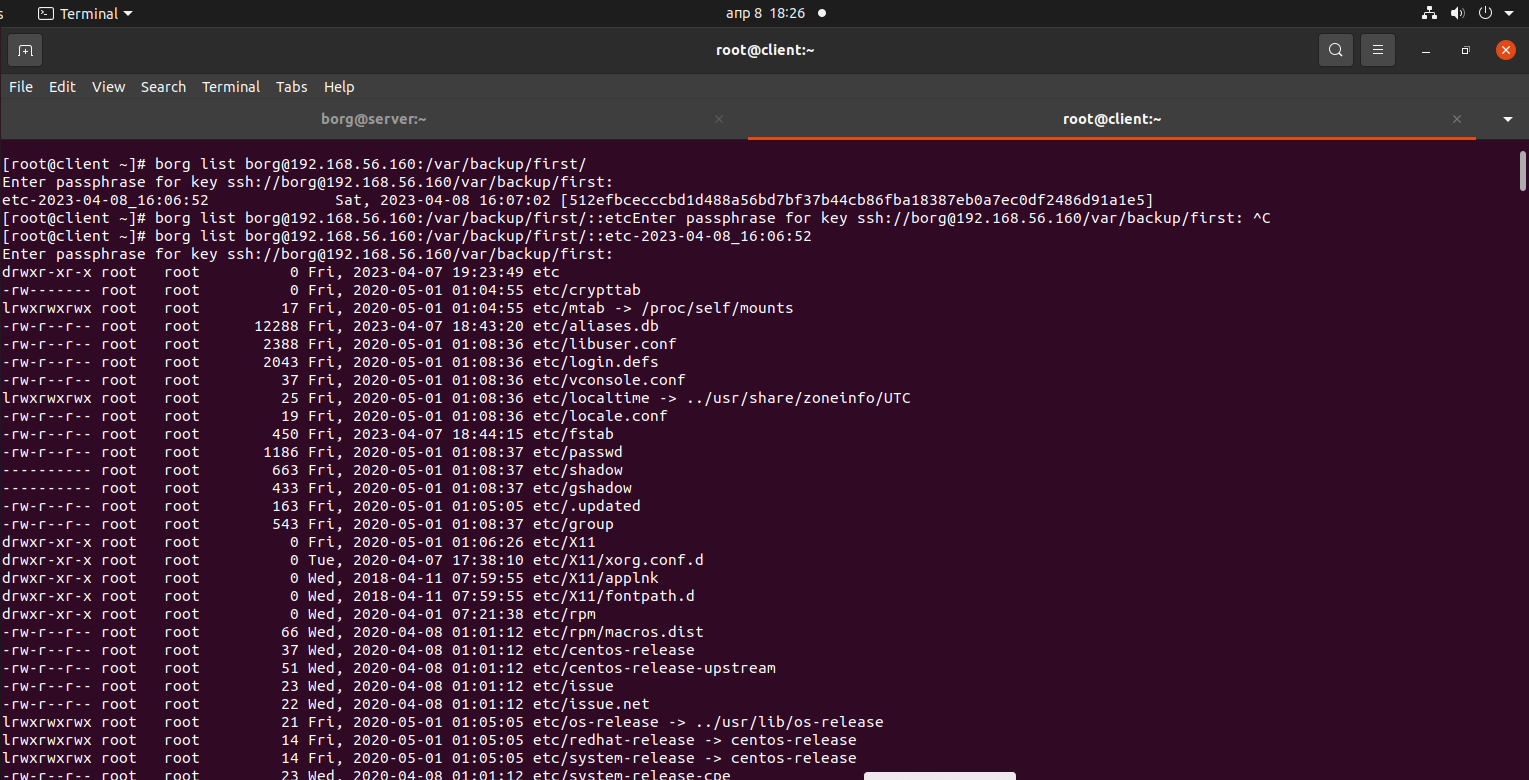 s Terminal апр 8 18:26
root@client:~
File Edit View Search Terminal Tabs Help
borg@server:~ root@client:~
[root@client ~]# borg list borg@192.168.56.160:/var/backup/first/
Enter passphrase for key ssh://borg@192.168.56.160/var/backup/first:
etc-2023-04-08_16:06:52 Sat, 2023-04-08 16:07:02 [512efbcecccbd1d488a56bd7bf37b44cb86fba18387eb0a7ec0df2486d91a1e5]
[root@client ~]# borg list borg@192.168.56.160:/var/backup/first/::etcEnter passphrase for key ssh://borg@192.168.56.160/var/backup/first: ^C
[root@client ~]# borg list borg@192.168.56.160:/var/backup/first/::etc-2023-04-08_16:06:52
Enter passphrase for key ssh://borg@192.168.56.160/var/backup/first:
drwxr-xr-x root root 0 Fri, 2023-04-07 19:23:49 etc
-rw------- root root 0 Fri, 2020-05-01 01:04:55 etc/crypttab
lrwxrwxrwx root root 17 Fri, 2020-05-01 01:04:55 etc/mtab -> /proc/self/mounts
-rw-r--r-- root root 12288 Fri, 2023-04-07 18:43:20 etc/aliases.db
-rw-r--r-- root root 2388 Fri, 2020-05-01 01:08:36 etc/libuser.conf
-rw-r--r-- root root 2043 Fri, 2020-05-01 01:08:36 etc/login.defs
-rw-r--r-- root root 37 Fri, 2020-05-01 01:08:36 etc/vconsole.conf
lrwxrwxrwx root root 25 Fri, 2020-05-01 01:08:36 etc/localtime -> ../usr/share/zoneinfo/UTC
-rw-r--r-- root root 19 Fri, 2020-05-01 01:08:36 etc/locale.conf
-rw-r--r-- root root 450 Fri, 2023-04-07 18:44:15 etc/fstab
-rw-r--r-- root root 1186 Fri, 2020-05-01 01:08:37 etc/passwd
---------- root root 663 Fri, 2020-05-01 01:08:37 etc/shadow
---------- root root 433 Fri, 2020-05-01 01:08:37 etc/gshadow
-rw-r--r-- root root 163 Fri, 2020-05-01 01:05:05 etc/.updated
-rw-r--r-- root root 543 Fri, 2020-05-01 01:08:37 etc/group
drwxr-xr-x root root 0 Fri, 2020-05-01 01:06:26 etc/X11
drwxr-xr-x root root 0 Tue, 2020-04-07 17:38:10 etc/X11/xorg.conf.d
drwxr-xr-x root root 0 Wed, 2018-04-11 07:59:55 etc/X11/applnk
drwxr-xr-x root root 0 Wed, 2018-04-11 07:59:55 etc/X11/fontpath.d
drwxr-xr-x root root 0 Wed, 2020-04-01 07:21:38 etc/rpm
-rw-r--r-- root root 66 Wed, 2020-04-08 01:01:12 etc/rpm/macros.dist
-rw-r--r-- root root 37 Wed, 2020-04-08 01:01:12 etc/centos-release
-rw-r--r-- root root 51 Wed, 2020-04-08 01:01:12 etc/centos-release-upstream
-rw-r--r-- root root 23 Wed, 2020-04-08 01:01:12 etc/issue
-rw-r--r-- root root 22 Wed, 2020-04-08 01:01:12 etc/issue.net
lrwxrwxrwx root root 21 Fri, 2020-05-01 01:05:05 etc/os-release -> ../usr/lib/os-release
lrwxrwxrwx root root 14 Fri, 2020-05-01 01:05:05 etc/redhat-release -> centos-release
lrwxrwxrwx root root 14 Fri, 2020-05-01 01:05:05 etc/system-release -> centos-release
-rw-r--r-- root root 23 Wed, 2020-04-08 01:01:12 etc/system-release-cpe